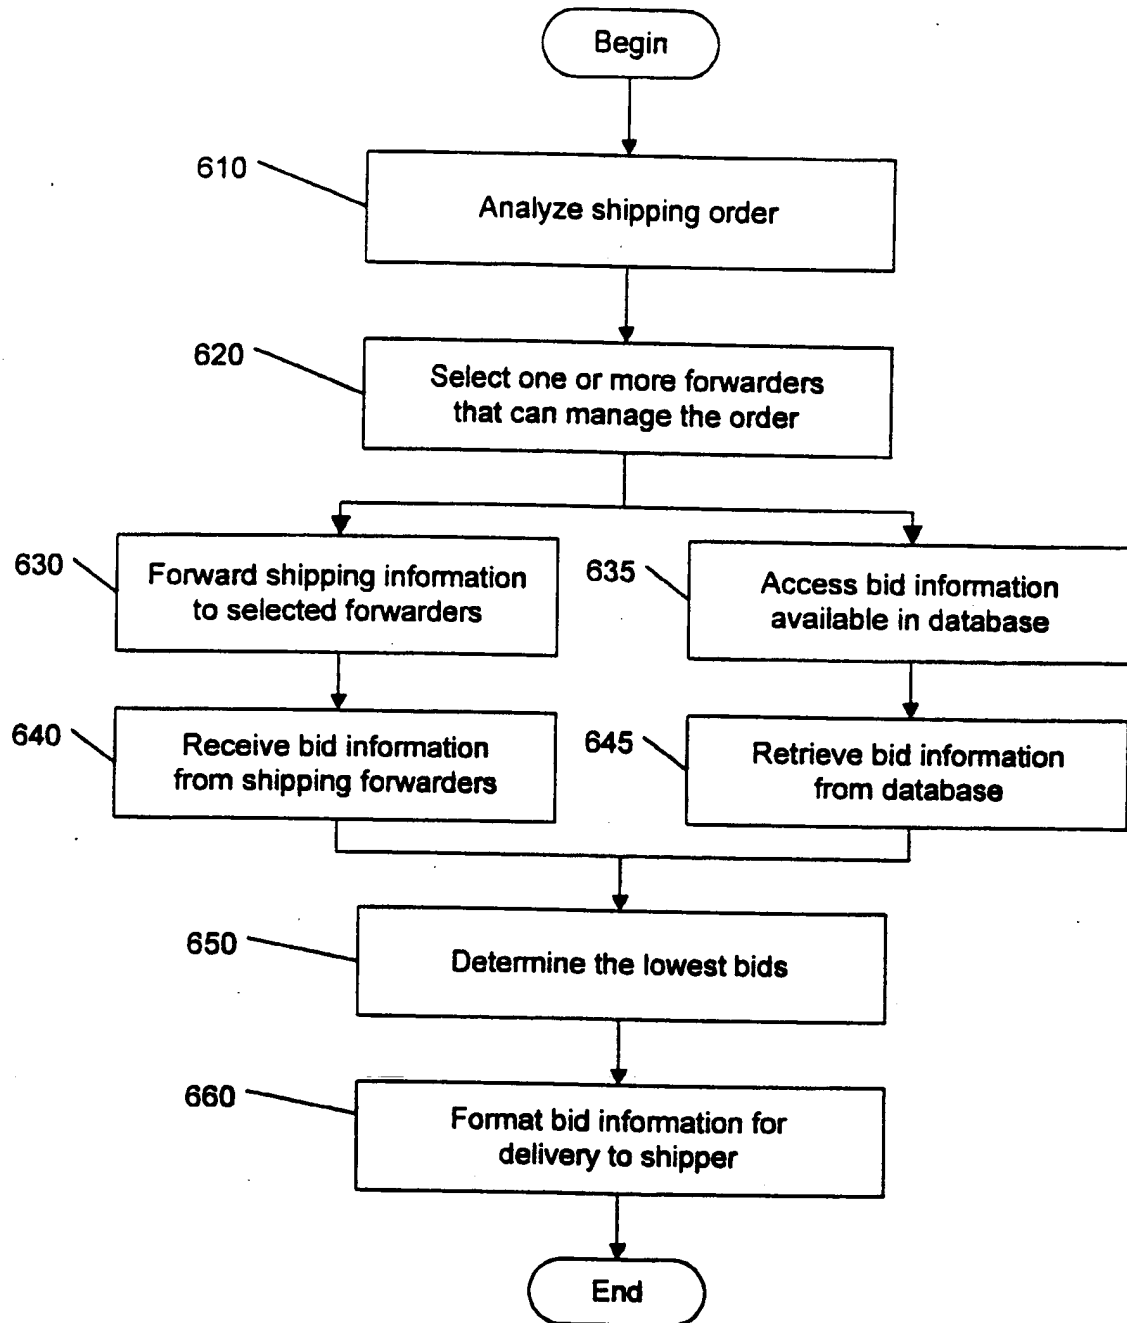 Begin
610
Analyze shipping order
620
Select one or more forwarders
that can manage the order
630
Forward shipping information
to selected forwarders
635
Access bid information
available in database
640
Receive bid information
from shipping forwarders
645
Retrieve bid information
from database
650
Determine the lowest bids
660
Format bid information for
delivery to shipper
End